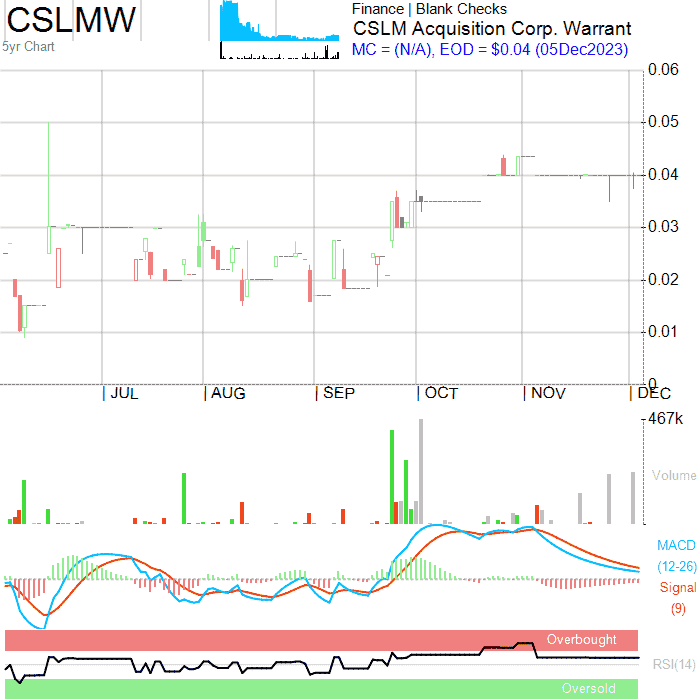 CSLMW
5yr Chart
Finance | Blank Checks
CSLM Acquisition Corp. Warrant
MC = (N/A), EOD = $0.04 (05Dec2023)
0.06
0.05
0.04
0.03
0.02
0.01
0
| JUL | AUG | SEP | OCT | NOV | DEC
467k
Volume
MACD
(12-26)
Signal
(9)
Overbought
RSI(14)
Oversold